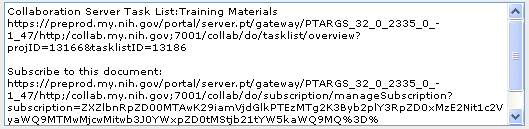 Collaboration Server Task List:Training Materials
https://preprod.my.nih.gov/portal/server.pt/gateway/PTARGS_32_0_2335_0_-
1_47/http;/collab.my.nih.gov;7001/collab/do/tasklist/overview?
projID=13166&tasklistID=13186

Subscribe to this document:
https://preprod.my.nih.gov/portal/server.pt/gateway/PTARGS_32_0_2335_0_-
1_47/http;/collab.my.nih.gov;7001/collab/do/subscription/manageSubscription?
subscription=ZXZlbnRpZD00MTAwK29iamVjdGlkPTEzMTg2K3Byb2plY3RpZD0xMzE2Nit1c2V
yaWQ9MTMwMjcwMitwb3J0YWxpZD0tMStjb21tYW5kaWQ9MQ%3D%